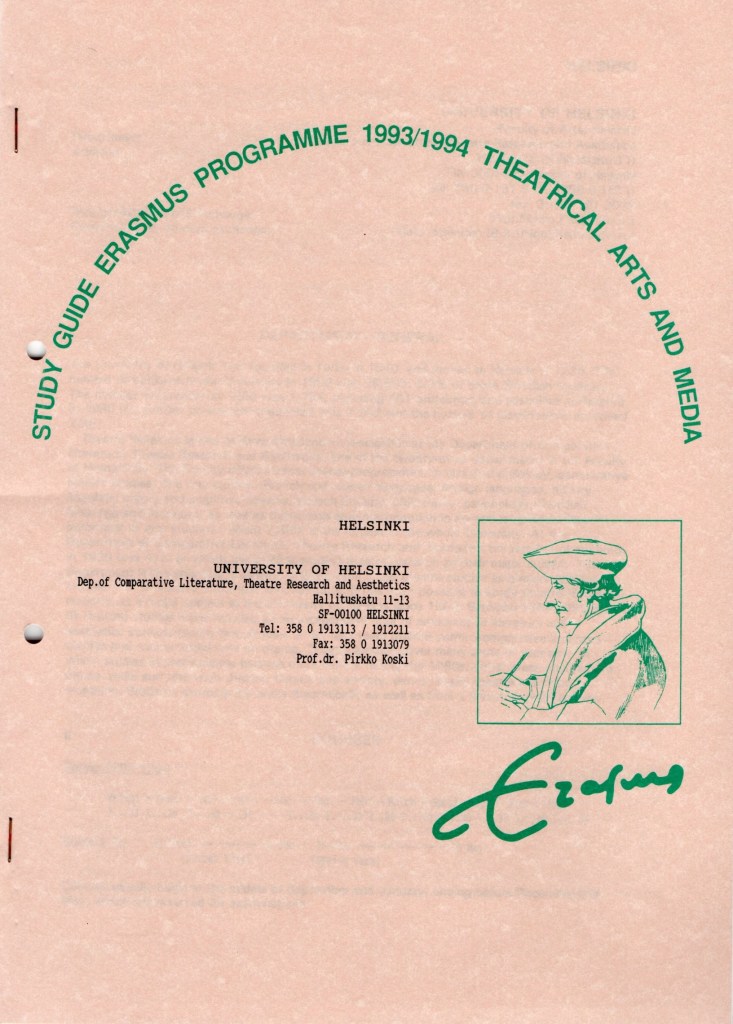 STUDY GUIDE ERASMUS PROGRAMME 1993/1994 THEATRICAL ARTS AND MEDIA
HELSINKI
UNIVERSITY OF HELSINKI
Dep.of Comparative Literature, Theatre Research and Aesthetics
Hallituskatu 11-13
SF-00100 HELSINKI
Tel: 358 0 1913113 / 1912211
Fax: 358 0 1913079
Prof.dr. Pirkko Koski
Erasmus